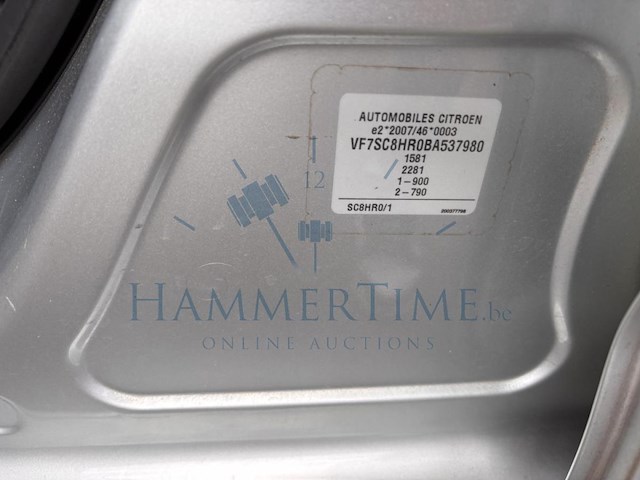 AUTOMOBILES CITROEN
e2*2007/46*0003
VF7SC8HR0BA537980
1581
2281
1-900
2-790
SC8HR0/1
12
HAMMERTIME.be
ONLINE AUCTIONS